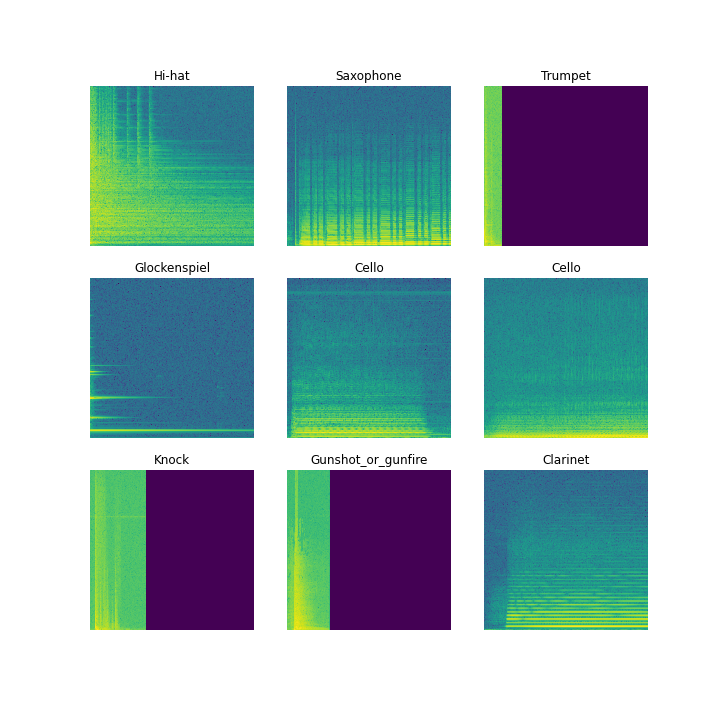 Hi-hat
Saxophone
Trumpet
Glockenspiel
Cello
Cello
Knock
Gunshot_or_gunfire
Clarinet